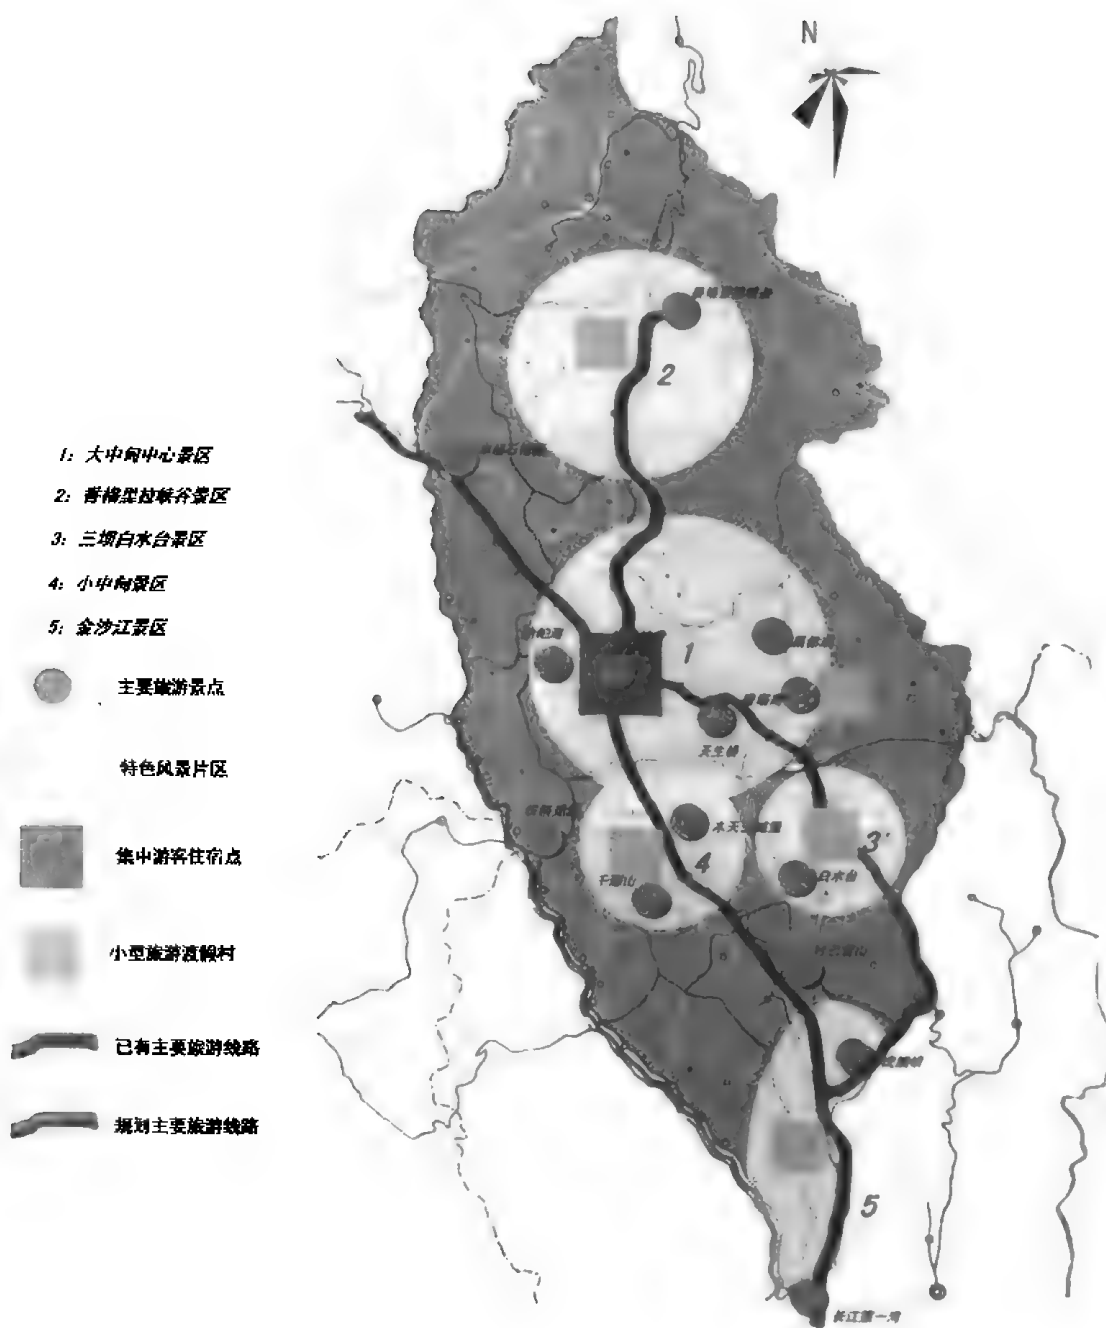 N
1：大中甸中心景区
2：香格里拉峡谷景区
3：三坝白水台景区
4：小中甸景区
5：金沙江景区
主要旅游景点
特色风景片区
集中游客住宿点
小型旅游渡假村
已有主要旅游线路
规划主要旅游线路
2
1
天生桥
3
4
千湖山
白水台
5
长江第一湾